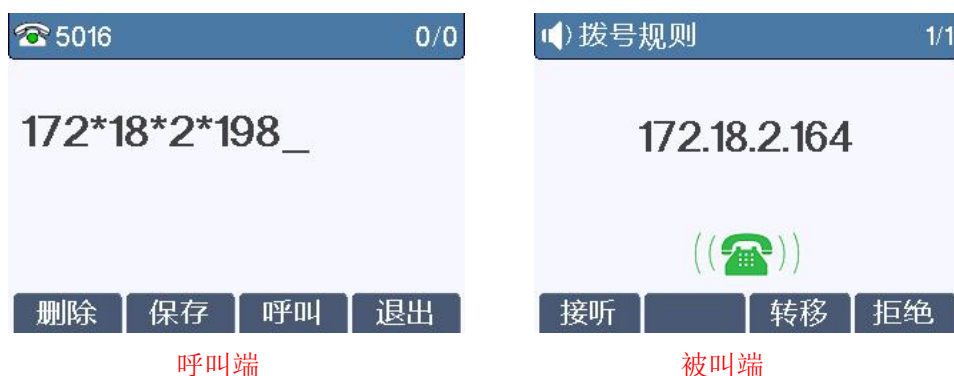 5016 0/0
172*18*2*198_
删除 保存 呼叫 退出
呼叫端
拨号规则 1/1
172.18.2.164
接听 转移 拒绝
被叫端